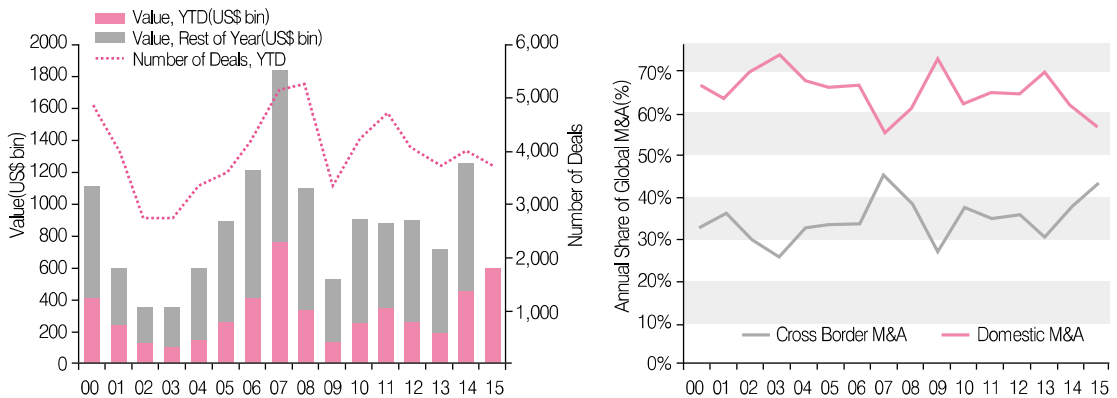 Value, YTD(US$ bin)
Value, Rest of Year(US$ bin)
Number of Deals, YTD
Value(US$ bin)
2000
1800
1600
1400
1200
1000
800
600
400
200
0
6,000
5,000
4,000
3,000
2,000
1,000
0
Number of Deals
00 01 02 03 04 05 06 07 08 09 10 11 12 13 14 15
Annual Share of Global M&A(%)
70%
60%
50%
40%
30%
20%
10%
0%
Cross Border M&A
Domestic M&A
00 01 02 03 04 05 06 07 08 09 10 11 12 13 14 15